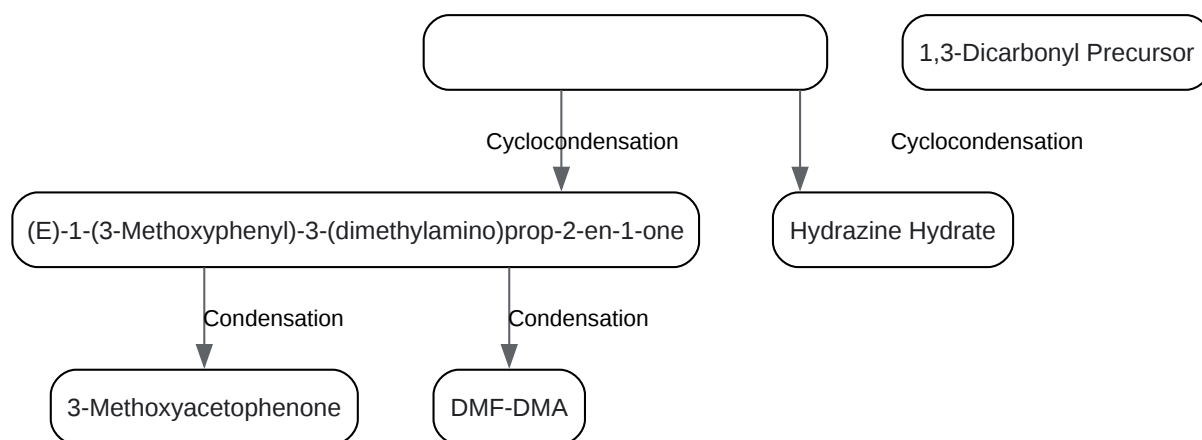 1,3-Dicarbonyl Precursor
Cyclocondensation
Cyclocondensation
(E)-1-(3-Methoxyphenyl)-3-(dimethylamino)prop-2-en-1-one
Hydrazine Hydrate
Condensation
Condensation
3-Methoxyacetophenone
DMF-DMA